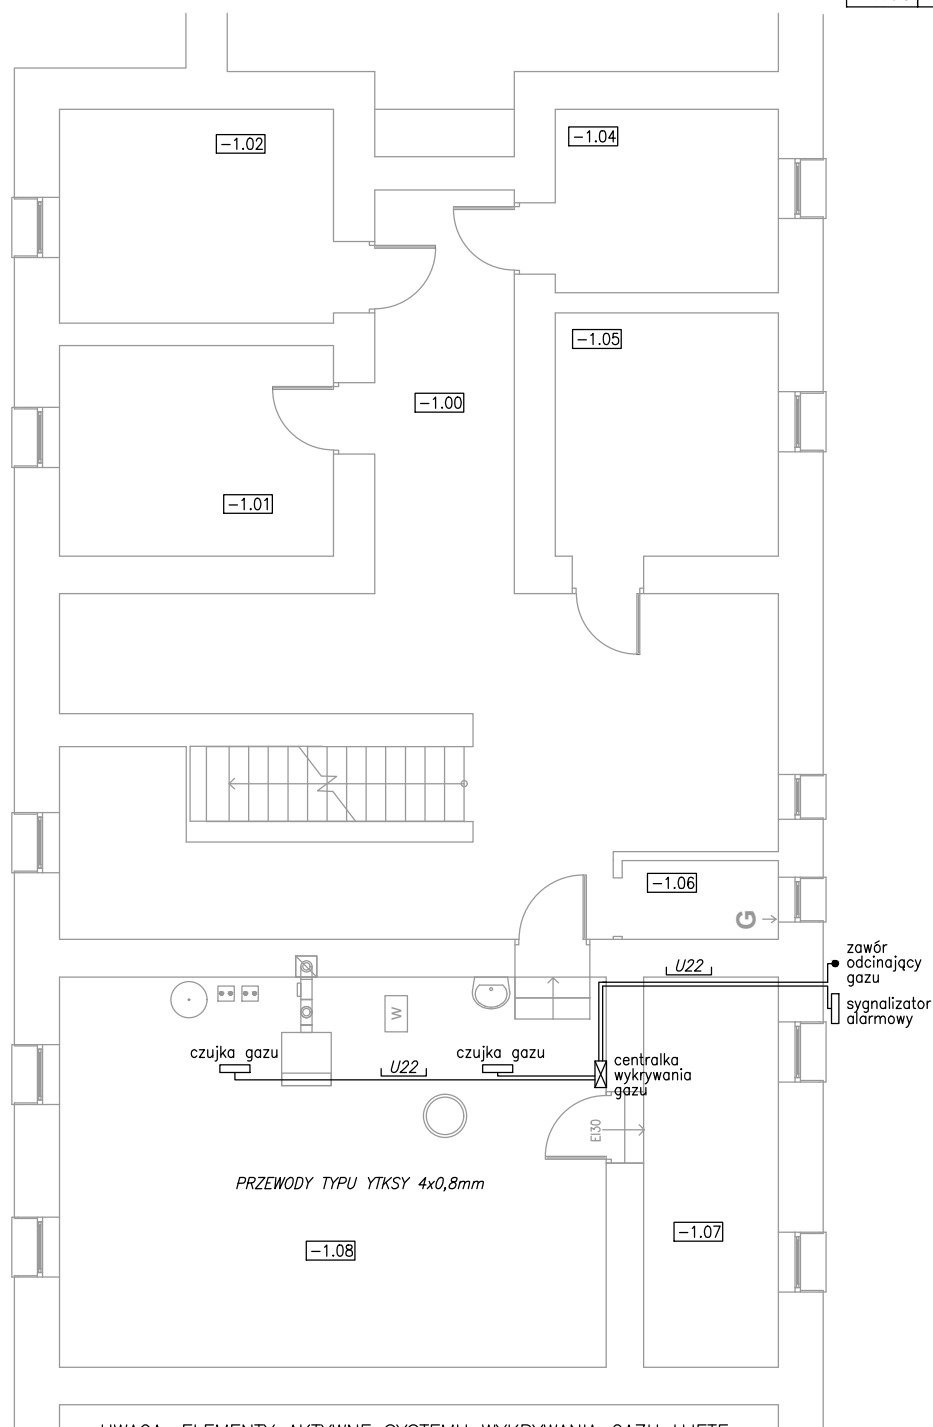 -1.02
-1.04
-1.05
-1.00
-1.01
-1.06
G
zawór
odcinający
gazu
U22
sygnalizator
alarmowy
W
czujka gazu
U22
czujka gazu
centralka
wykrywania
gazu
EI30
PRZEWODY TYPU YTKSY 4x0,8mm
-1.07
-1.08